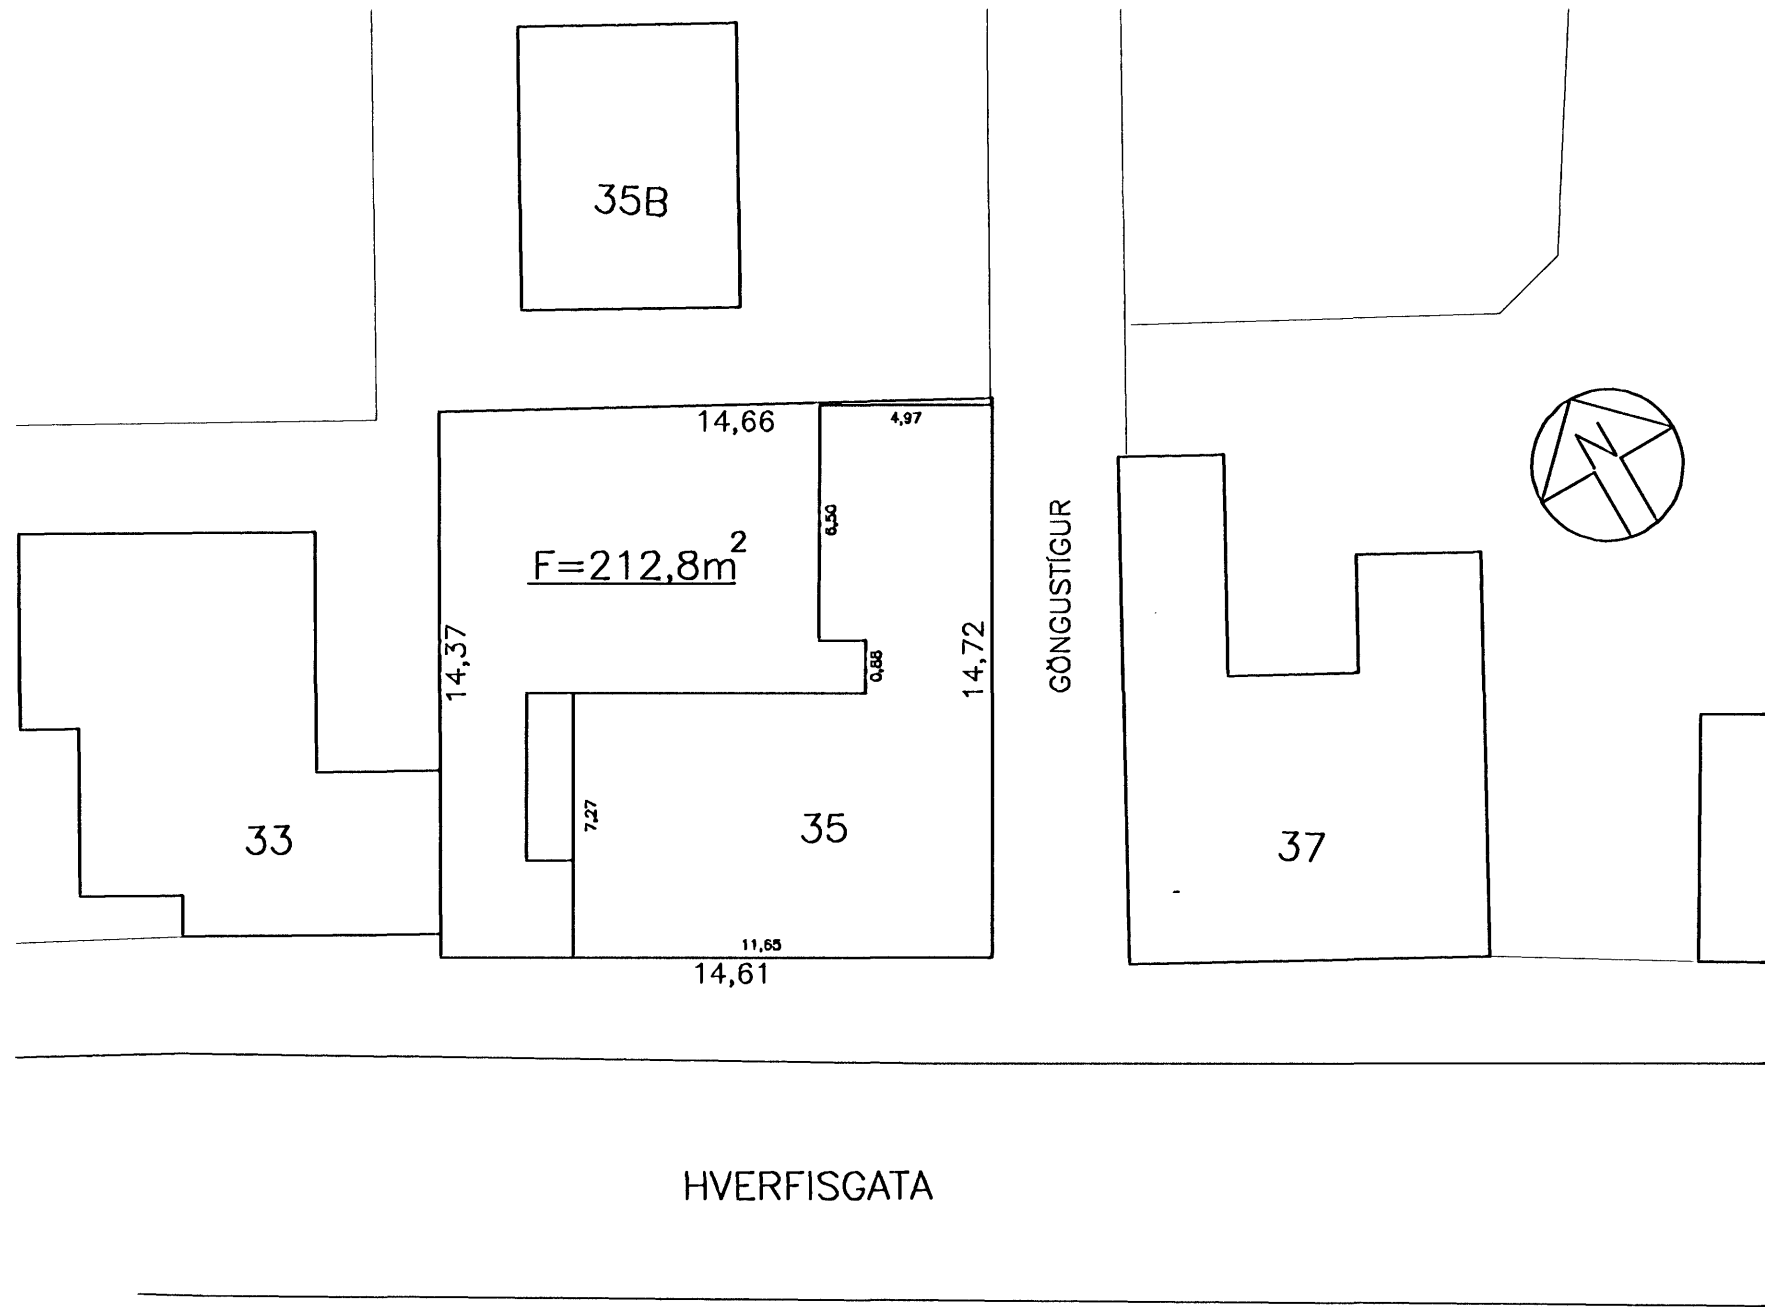 35B
14,66
4,97
6,50
F=212,8m²
GÖNGUSTÍGUR
14,37
14,72
0,88
7,27
33
35
37
11,65
14,61
HVERFISGATA
N